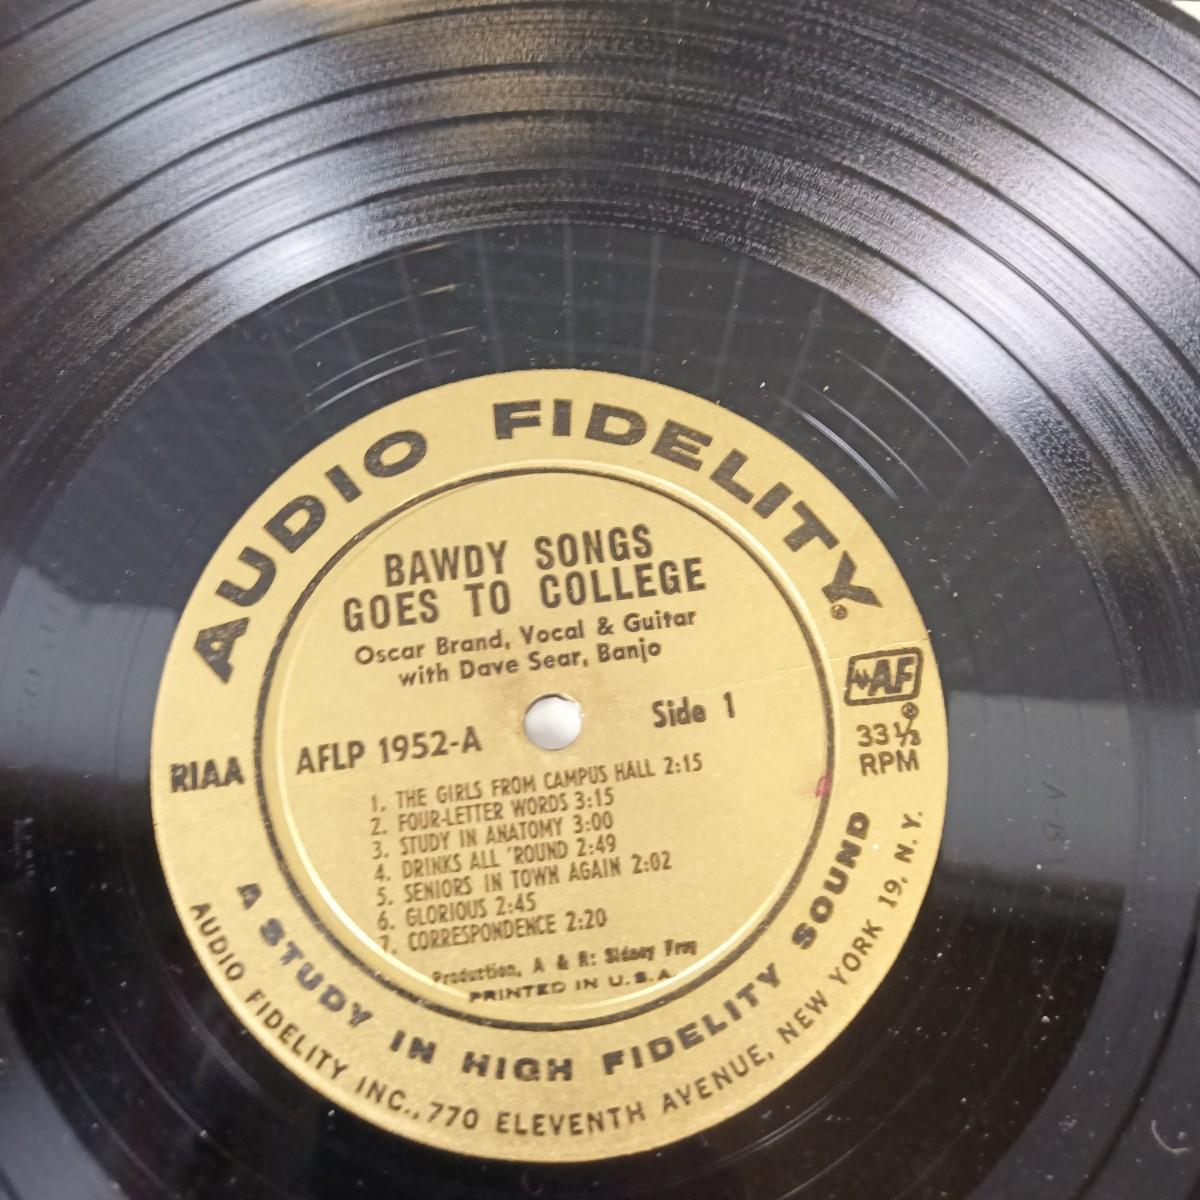 AUDIO FIDELITY®
BAWDY SONGS
GOES TO COLLEGE
Oscar Brand, Vocal & Guitar
with Dave Sear, Banjo
AF®
Side 1
33 1/3
RPM
RIAA
AFLP 1952-A
1. THE GIRLS FROM CAMPUS HALL 2:15
2. FOUR-LETTER WORDS 3:15
3. STUDY IN ANATOMY 3:00
4. DRINKS ALL 'ROUND 2:49
5. SENIORS IN TOWN AGAIN 2:02
6. GLORIOUS 2:45
7. CORRESPONDENCE 2:20
Production, A & R: Sidney Frey
PRINTED IN U.S.A.
A STUDY IN HIGH FIDELITY SOUND
AUDIO FIDELITY INC., 770 ELEVENTH AVENUE, NEW YORK 19, N.Y.